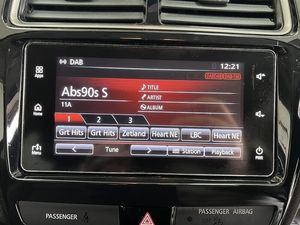 DAB
12:21
Apps
Abs90s S
TITLE
11A
ARTIST
ALBUM
Home
1 2 3
Grt Hits Grt Hits Zetland Heart NE LBC Heart NE
Menu
Tune Station Playback
PWR
PASSENGER
PASSENGER AIRBAG